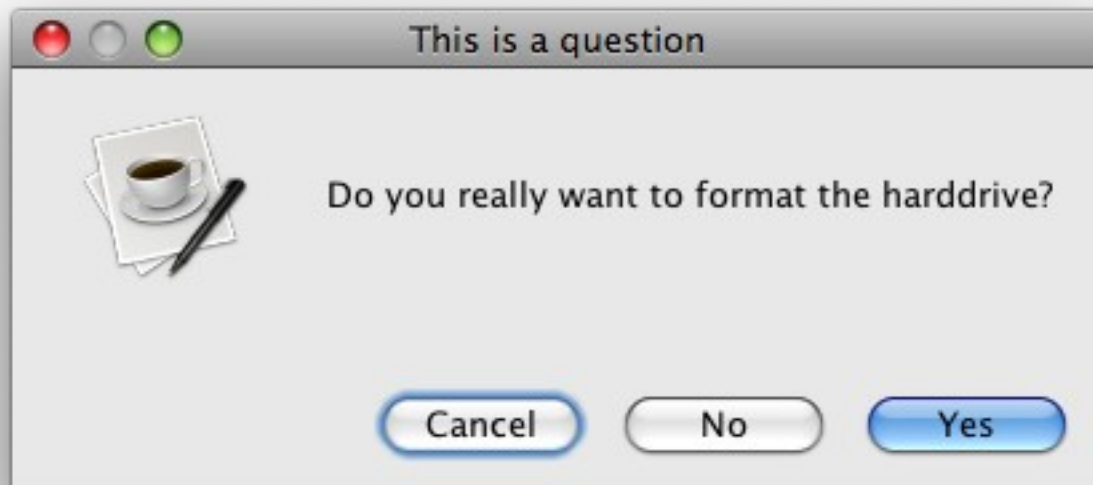 This is a question
Do you really want to format the harddrive?
Cancel No Yes